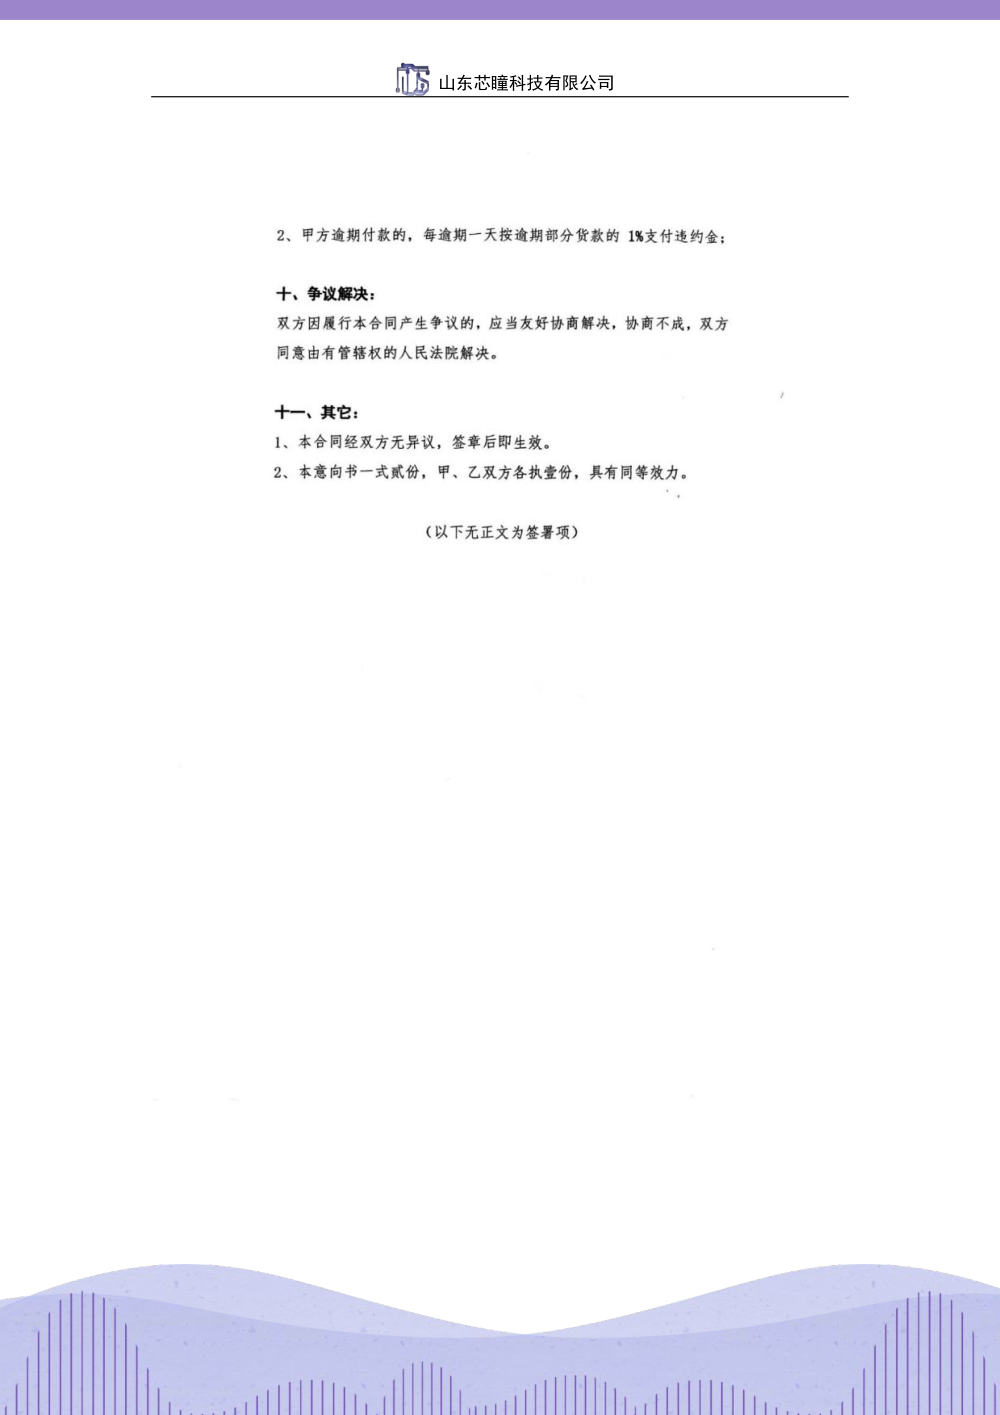 山东芯瞳科技有限公司
2、甲方逾期付款的，每逾期一天按逾期部分货款的 1%支付违约金；
十、争议解决：
双方因履行本合同产生争议的，应当友好协商解决，协商不成，双方
同意由有管辖权的人民法院解决。
十一、其它：
1、本合同经双方无异议，签章后即生效。
2、本意向书一式贰份，甲、乙双方各执壹份，具有同等效力。
（以下无正文为签署项）